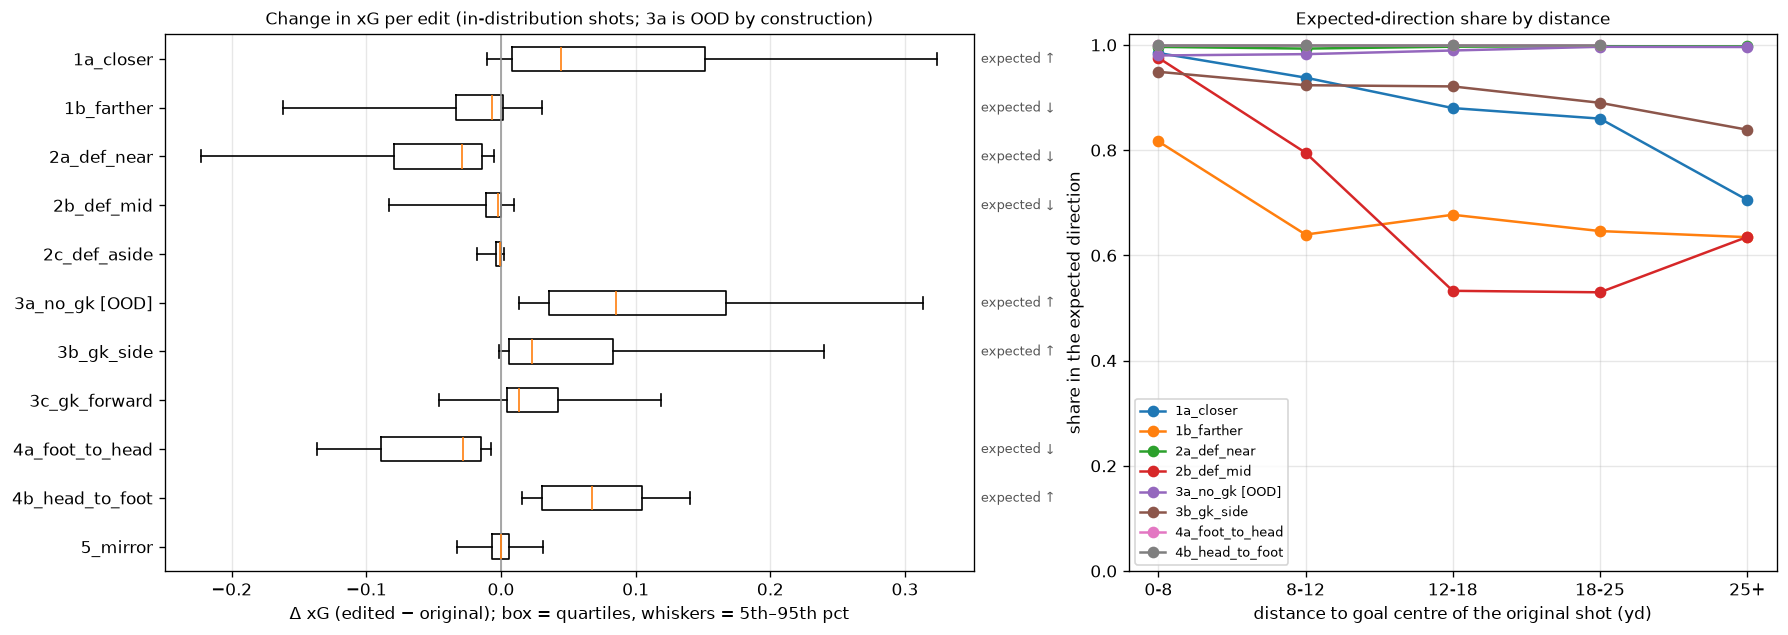 Change in xG per edit (in-distribution shots; 3a is OOD by construction)
1a_closer
expected ↑
1b_farther
expected ↓
2a_def_near
expected ↓
2b_def_mid
expected ↓
2c_def_aside
3a_no_gk [OOD]
expected ↑
3b_gk_side
expected ↑
3c_gk_forward
4a_foot_to_head
expected ↓
4b_head_to_foot
expected ↑
5_mirror
−0.2
−0.1
0.0
0.1
0.2
0.3
Δ xG (edited − original); box = quartiles, whiskers = 5th–95th pct
Expected-direction share by distance
share in the expected direction
1.0
0.8
0.6
0.4
0.2
0.0
1a_closer
1b_farther
2a_def_near
2b_def_mid
3a_no_gk [OOD]
3b_gk_side
4a_foot_to_head
4b_head_to_foot
0-8
8-12
12-18
18-25
25+
distance to goal centre of the original shot (yd)